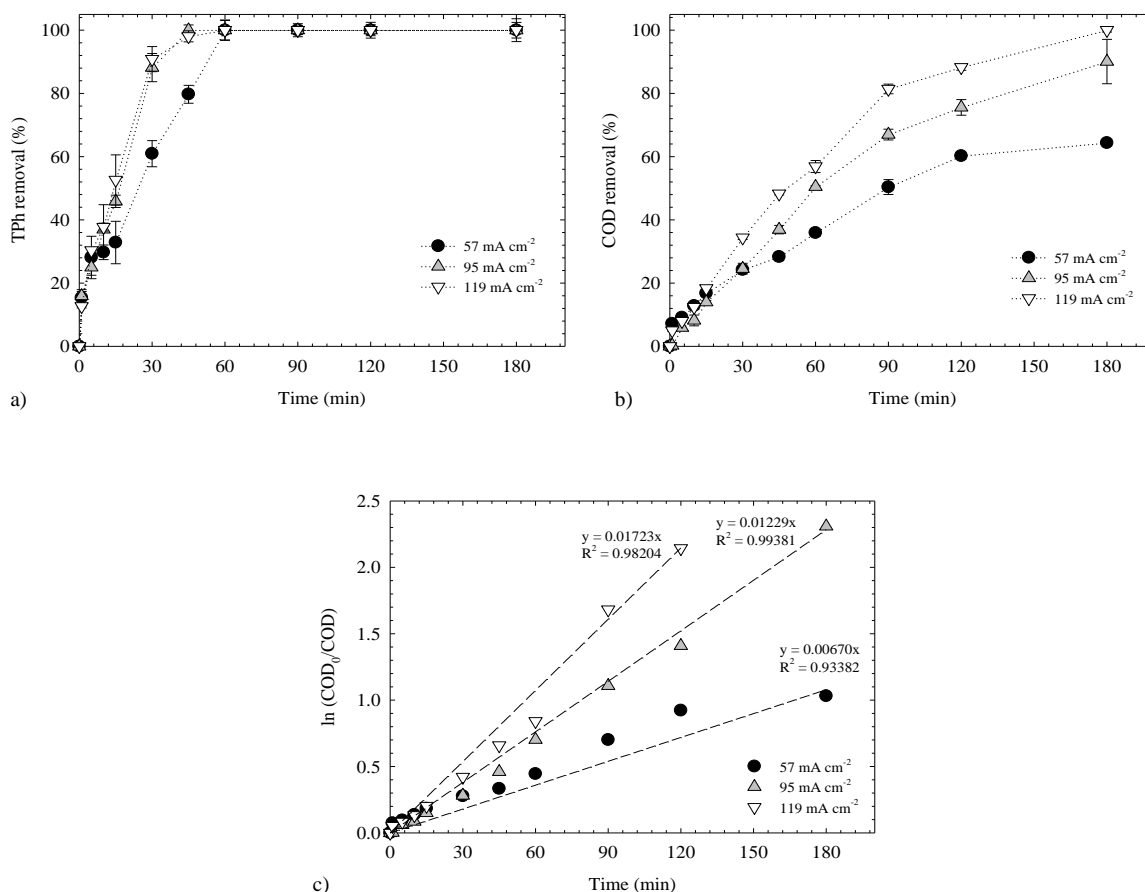 100
80
60
40
20
0
TPh removal (%)
57 mA cm-2
95 mA cm-2
119 mA cm-2
0 30 60 90 120 150 180
Time (min)
a)
100
80
60
40
20
0
COD removal (%)
57 mA cm-2
95 mA cm-2
119 mA cm-2
0 30 60 90 120 150 180
Time (min)
b)
2.5
2.0
1.5
1.0
0.5
0.0
ln (COD0/COD)
y = 0.01723x
R2 = 0.98204
y = 0.01229x
R2 = 0.99381
y = 0.00670x
R2 = 0.93382
57 mA cm-2
95 mA cm-2
119 mA cm-2
0 30 60 90 120 150 180
Time (min)
c)